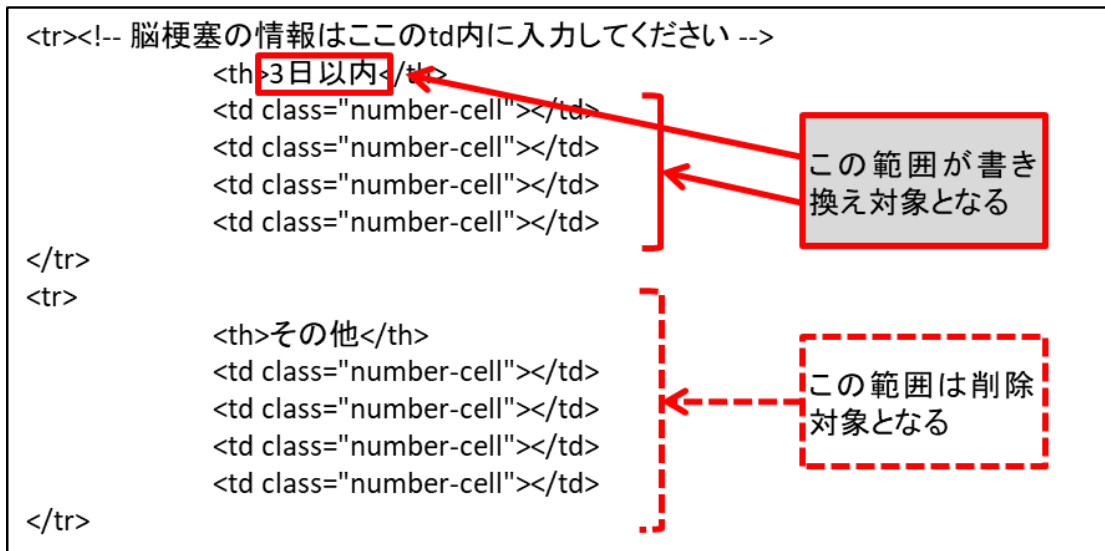 <tr><!-- 脳梗塞の情報はここのtd内に入力してください -->
<th>3日以内</th>
<td class="number-cell"></td>
<td class="number-cell"></td>
<td class="number-cell"></td>
<td class="number-cell"></td>
</tr>
<tr>
<th>その他</th>
<td class="number-cell"></td>
<td class="number-cell"></td>
<td class="number-cell"></td>
<td class="number-cell"></td>
</tr>
この範囲が書き
換え対象となる
この範囲は削除
対象となる